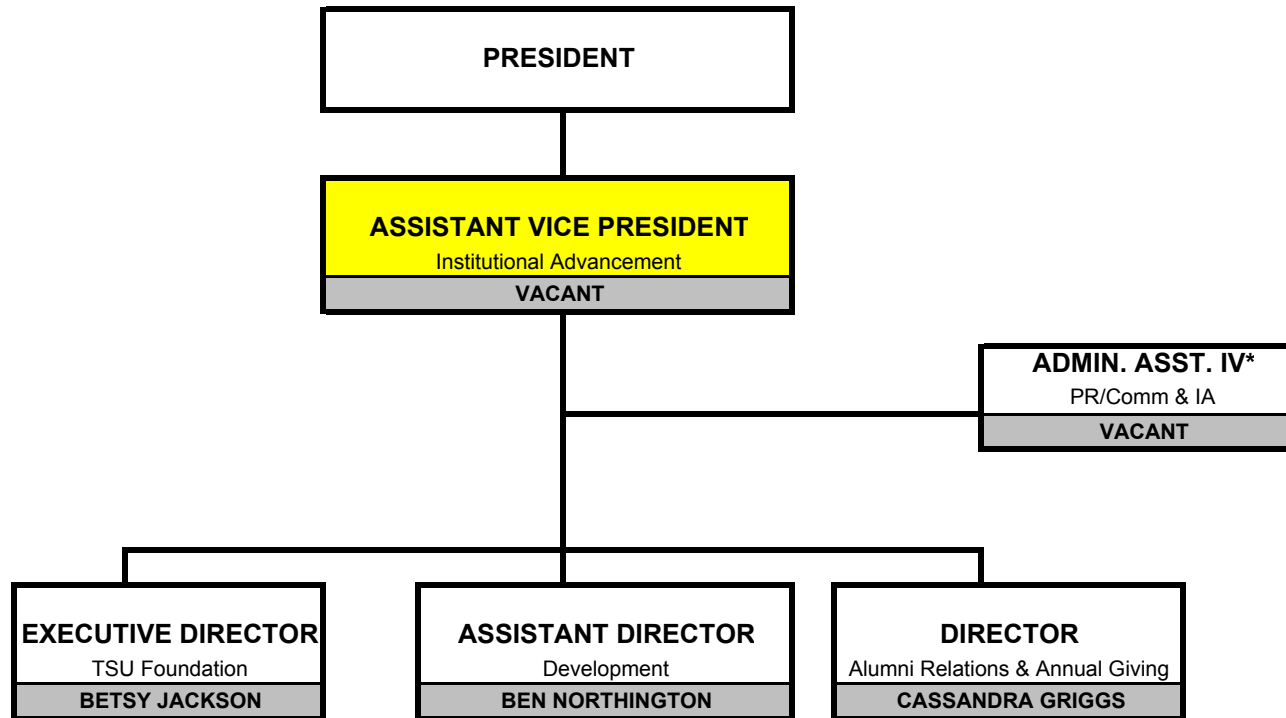 PRESIDENT
ASSISTANT VICE PRESIDENT
Institutional Advancement
VACANT
ADMIN. ASST. IV*
PR/Comm & IA
VACANT
EXECUTIVE DIRECTOR
TSU Foundation
BETSY JACKSON
ASSISTANT DIRECTOR
Development
BEN NORTHINGTON
DIRECTOR
Alumni Relations & Annual Giving
CASSANDRA GRIGGS